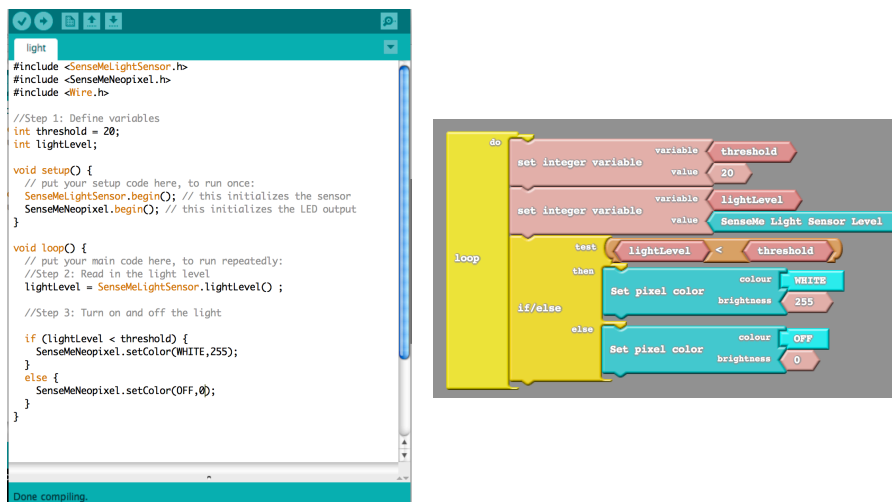 light
#include <SenseMeLightSensor.h>
#include <SenseMeNeopixel.h>
#include <Wire.h>
//Step 1: Define variables
int threshold = 20;
int lightLevel;
void setup() {
// put your setup code here, to run once:
SenseMeLightSensor.begin(); // this initializes the sensor
SenseMeNeopixel.begin(); // this initializes the LED output
}
void loop() {
// put your main code here, to run repeatedly:
//Step 2: Read in the light level
lightLevel = SenseMeLightSensor.lightLevel() ;
//Step 3: Turn on and off the light
if (lightLevel < threshold) {
SenseMeNeopixel.setColor(WHITE,255);
}
else {
SenseMeNeopixel.setColor(OFF,0);
}
}
Done compiling.
loop
do
set integer variable
variable threshold
value 20
set integer variable
variable lightLevel
value SenseMe Light Sensor Level
if/else
test lightLevel < threshold
then
Set pixel color
colour WHITE
brightness 255
else
Set pixel color
colour OFF
brightness 0